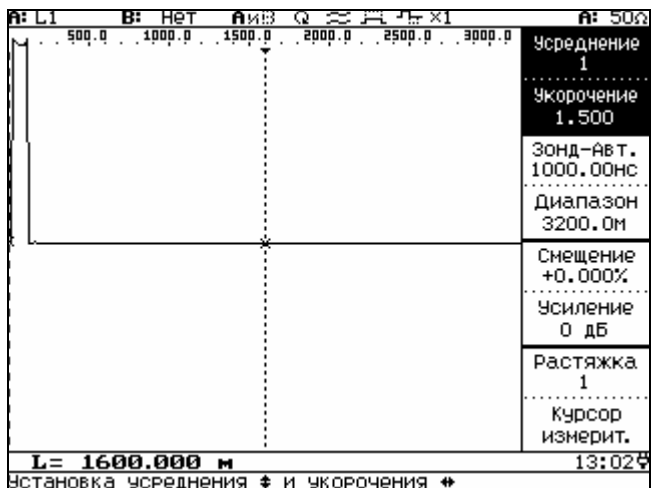 A: L1 B: Нет АиВ Q ×1 A: 50Ω
500.0 1000.0 1500.0 2000.0 2500.0 3000.0
Усреднение
1
Укорочение
1.500
Зонд-Авт.
1000.00нс
Диапазон
3200.0м
Смещение
+0.000%
Усиление
0 дБ
Растяжка
1
Курсор
измерит.
L= 1600.000 м 13:02
Установка усреднения ⬍ и укорочения ⬌